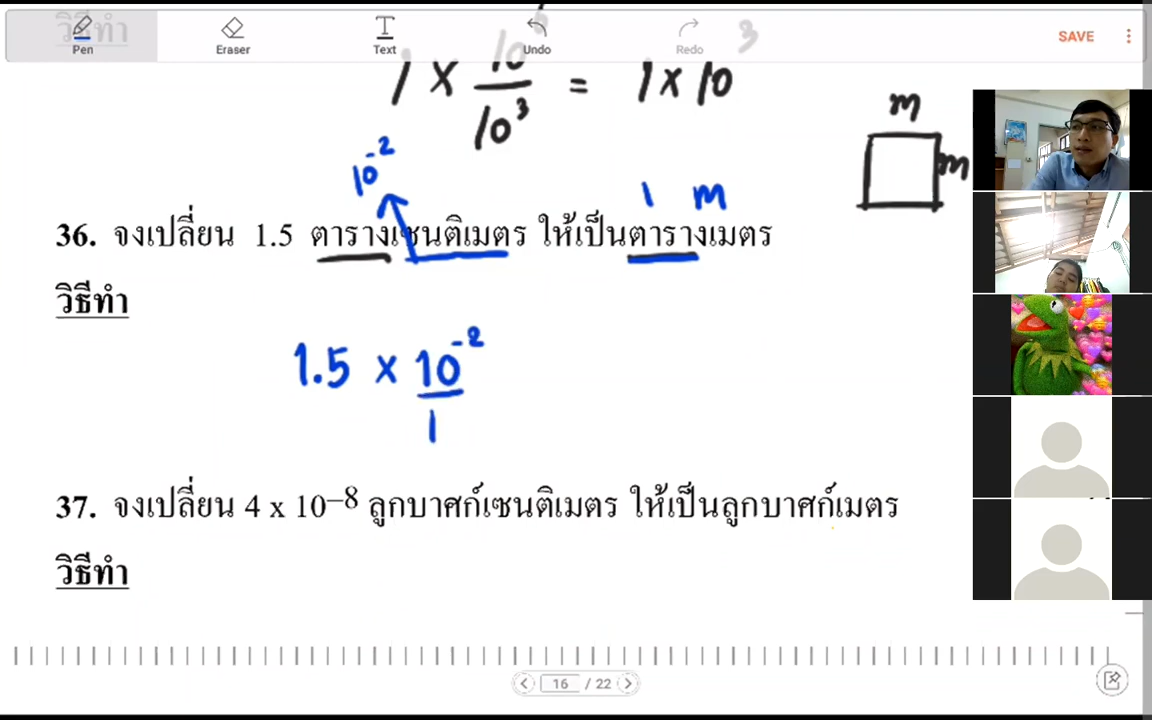 วิธีทำ
Pen Eraser Text Undo Redo 3 SAVE
1 x 10 / 10³ = 1 x 10
m
m
10⁻²
1 m
36. จงเปลี่ยน 1.5 ตารางเซนติเมตร ให้เป็นตารางเมตร
วิธีทำ
1.5 x 10⁻² / 1
37. จงเปลี่ยน 4 x 10⁻⁸ ลูกบาศก์เซนติเมตร ให้เป็นลูกบาศก์เมตร
วิธีทำ
16 / 22